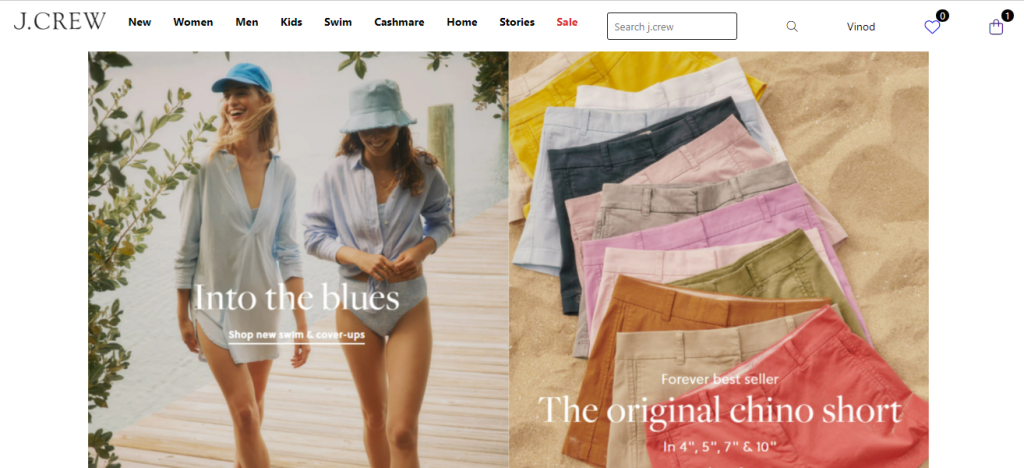 J.CREW New Women Men Kids Swim Cashmare Home Stories Sale Search j.crew Vinod 0 1
Into the blues
Shop new swim & cover-ups
Forever best seller
The original chino short
In 4", 5", 7" & 10"